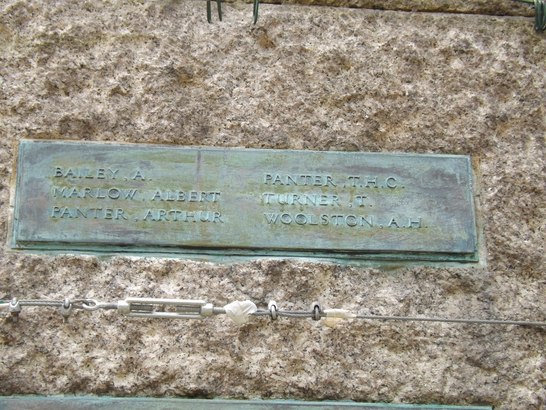 BAILEY. A.
MARLOW. ALBERT
PANTER. ARTHUR
PANTER. T.H.C.
TURNER. T.
WOOLSTON. A.H.